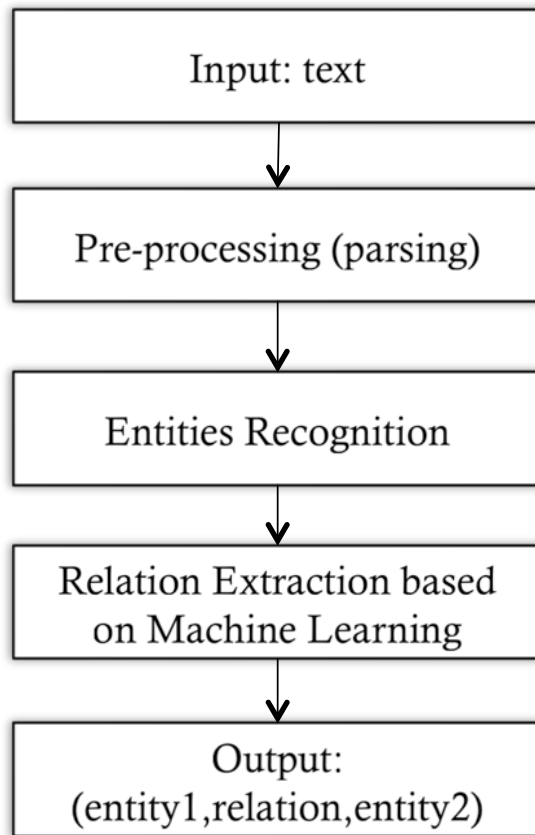 Input: text
Pre-processing (parsing)
Entities Recognition
Relation Extraction based
on Machine Learning
Output:
(entity1,relation,entity2)